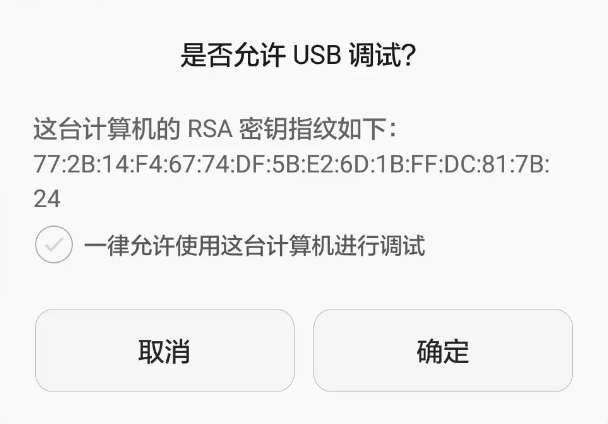 是否允许 USB 调试?
这台计算机的 RSA 密钥指纹如下：
77:2B:14:F4:67:74:DF:5B:E2:6D:1B:FF:DC:81:7B:
24
一律允许使用这台计算机进行调试
取消
确定